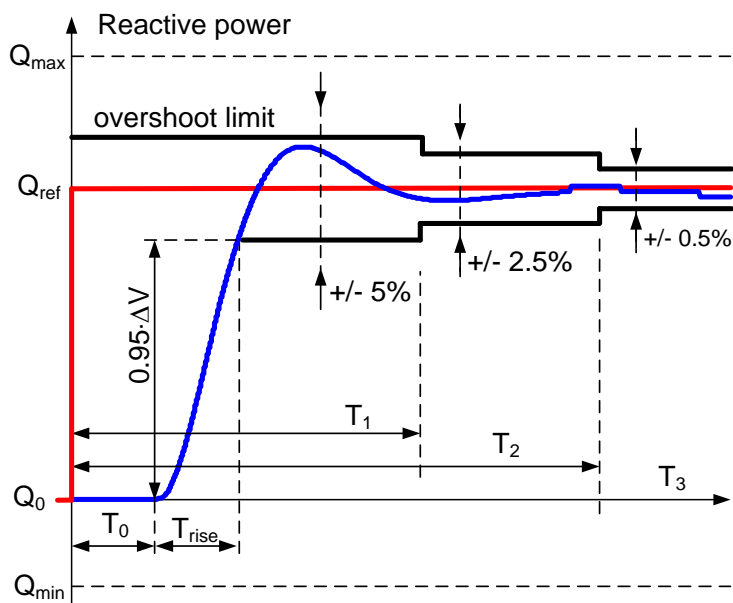 Reactive power
Qmax
overshoot limit
Qref
+/- 0.5%
+/- 2.5%
+/- 5%
0.95·ΔV
T1
T2
T3
Q0
T0
Trise
Qmin